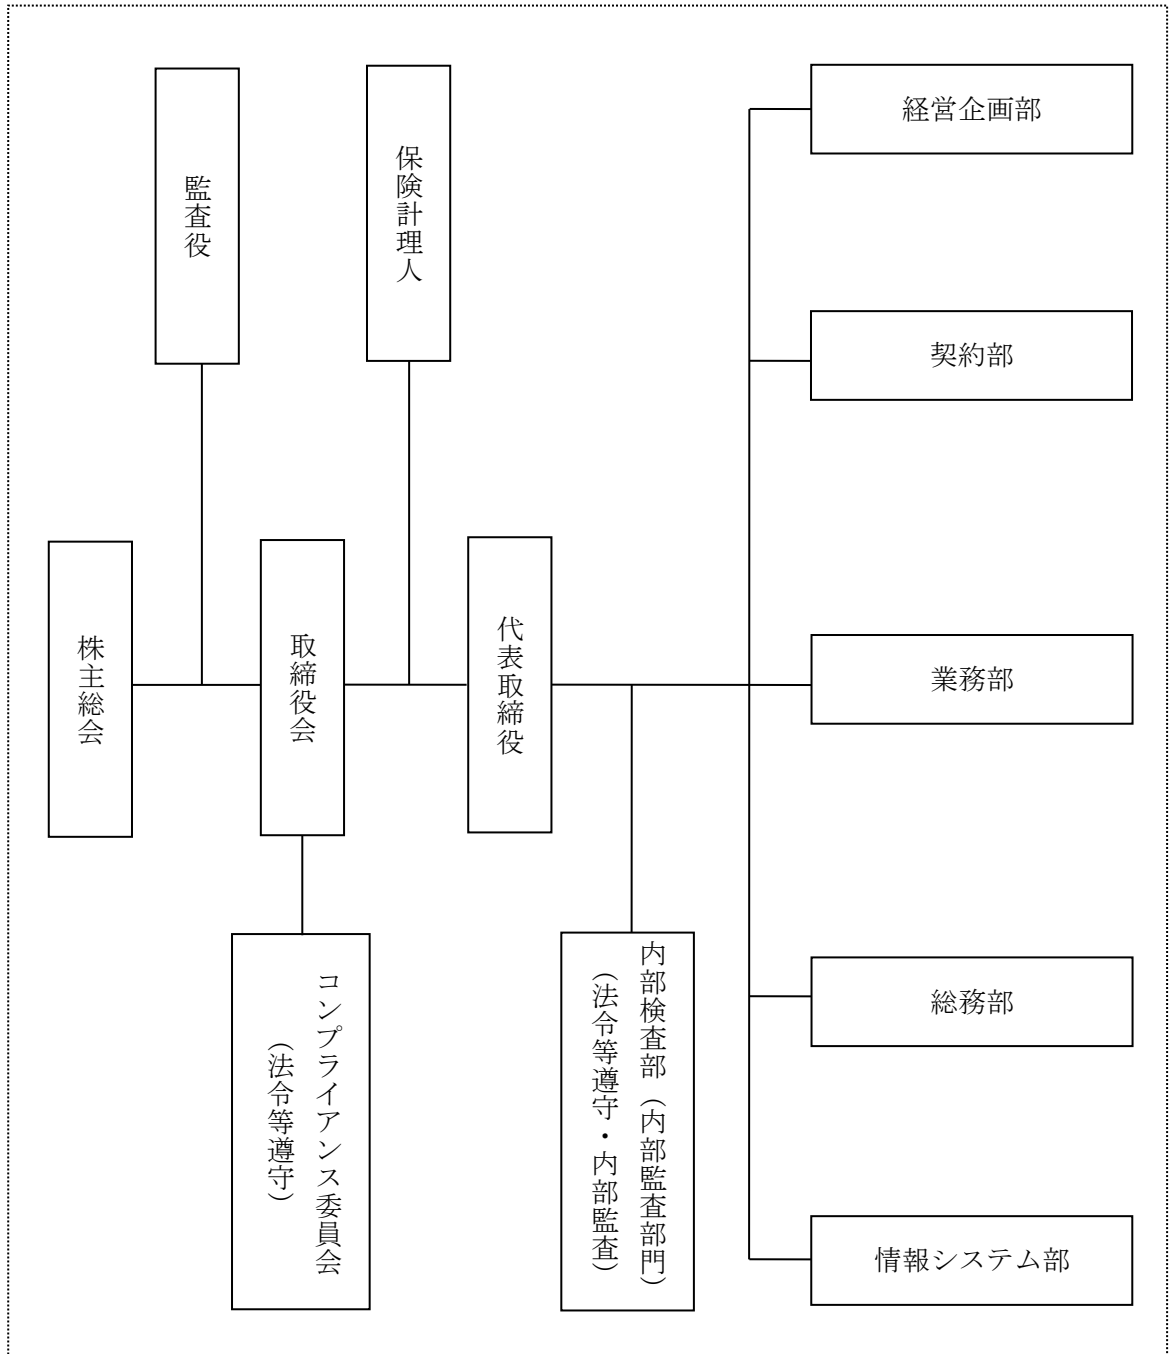 監査役
保険計理人
株主総会
取締役会
代表取締役
コンプライアンス委員会
（法令等遵守）
内部検査部（内部監査部門）
（法令等遵守・内部監査）
経営企画部
契約部
業務部
総務部
情報システム部